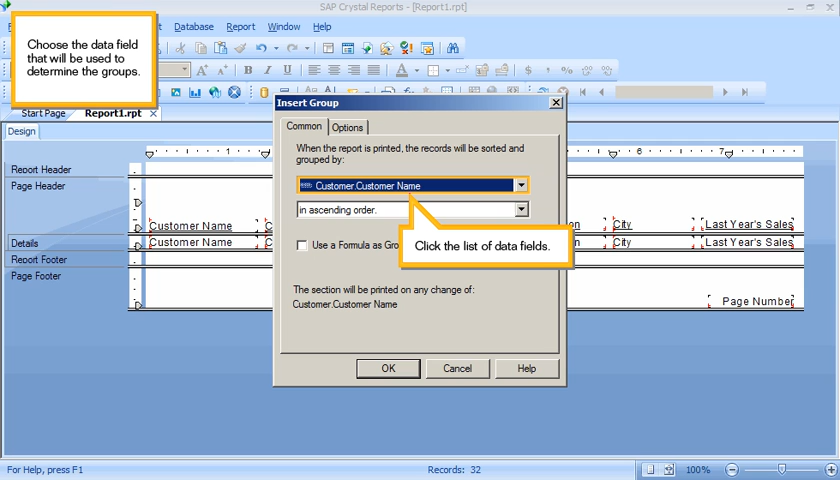 SAP Crystal Reports - [Report1.rpt]
Database Report Window Help
Choose the data field
that will be used to
determine the groups.
Start Page Report1.rpt
Design
Insert Group
Common Options
When the report is printed, the records will be sorted and
grouped by:
Customer.Customer Name
in ascending order.
Use a Formula as Gro
Click the list of data fields.
The section will be printed on any change of:
Customer.Customer Name
OK Cancel Help
1 6 7
Report Header
Page Header
Customer Name C on City Last Year's Sales
Details Customer Name C on City Last Year's Sales
Report Footer
Page Footer
Page Number
For Help, press F1 Records: 32 100%